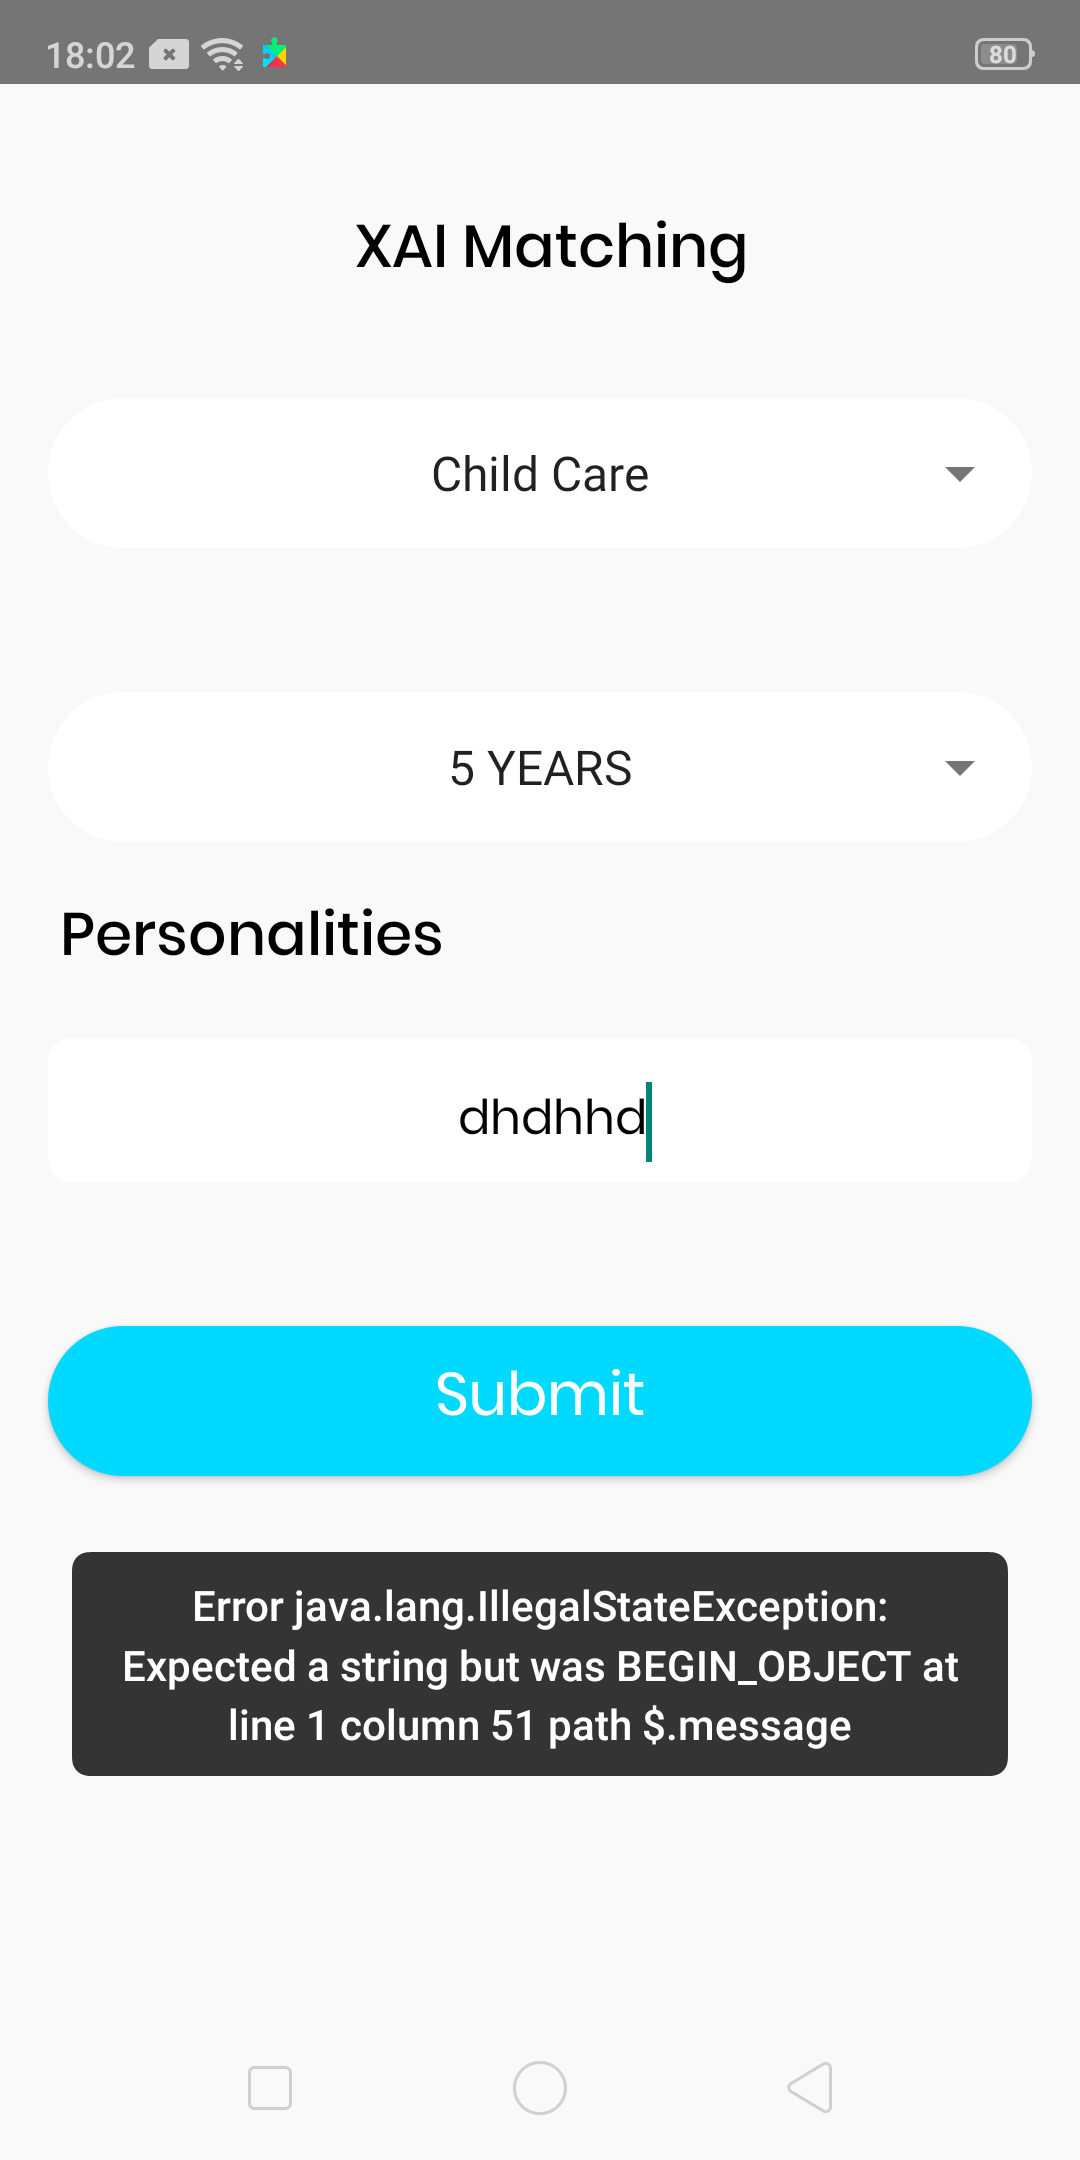 18:02
80
XAI Matching
Child Care
5 YEARS
Personalities
dhdhhd
Submit
Error java.lang.IllegalStateException:
Expected a string but was BEGIN_OBJECT at
line 1 column 51 path $.message